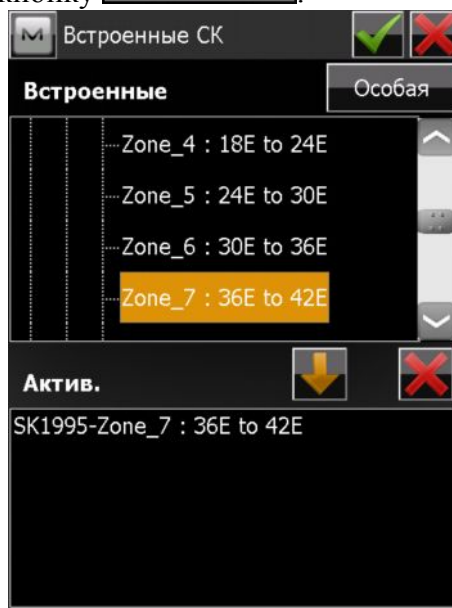 кнопку
Встроенные СК
Встроенные
Особая
Zone_4 : 18E to 24E
Zone_5 : 24E to 30E
Zone_6 : 30E to 36E
Zone_7 : 36E to 42E
Актив.
SK1995-Zone_7 : 36E to 42E